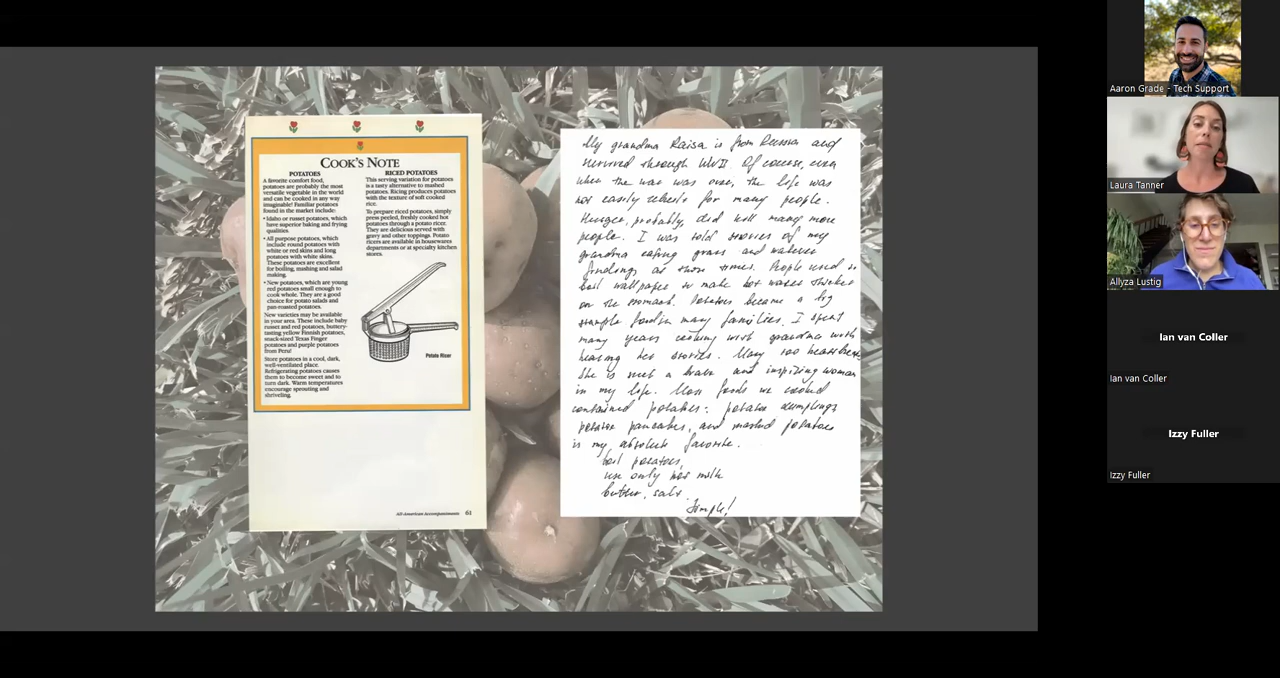 COOK'S NOTE
POTATOES
A favorite comfort food,
potatoes are probably the most
versatile vegetable in the world
and can be cooked in any way
imaginable! Familiar potatoes
found in the market include:
• Idaho or russet potatoes, which
have superior baking and frying
qualities.
• All purpose potatoes, which
include round potatoes with
white or red skins and long
potatoes with white skins.
These potatoes are excellent
for boiling, mashing and salad
making.
• New potatoes, which are young
red potatoes small enough to
cook whole. They are a good
choice for potato salads and
pan-roasted potatoes.
New varieties may be available
in your area. These include baby
russet and red potatoes, buttery-
tasting yellow Finnish potatoes,
snack-sized Texas Finger
potatoes and purple potatoes
from Peru!
Store potatoes in a cool, dark,
well-ventilated place.
Refrigerating potatoes causes
them to become sweet and to
turn dark. Warm temperatures
encourage sprouting and
shriveling.
RICED POTATOES
This serving variation for potatoes
is a tasty alternative to mashed
potatoes. Ricing produces potatoes
with the texture of soft cooked
rice.
To prepare riced potatoes, simply
press peeled, freshly cooked hot
potatoes through a potato ricer.
They are delicious served with
gravy and other toppings. Potato
ricers are available in housewares
departments or at specialty kitchen
stores.
Potato Ricer
All-American Accompaniments 61
My grandma Raisa is from Russia and
survived through WWII. Of course, even
when the war was over, the life was
not easily rebuilt for many people.
Hunger, probably, did kill many more
people. I was told stories of my
grandma eating grass and
findings at times. People used to
boil wallpaper to make hot water thicker
on the stomach. Potatoes became a big
staple food in many families. I spent
many years cooking with grandma with
hearing her stories. Many too
She is such a brave and inspiring woman
in my life. Most foods we cooked
contained potatoes: potatoe dumplings
potatoe pancakes, and mashed potatoes
is my absolute favorite.
boil potatoes,
use only hot milk
butter, salt.
Simple!
Aaron Grade - Tech Support
Laura Tanner
Allyza Lustig
Ian van Coller
Ian van Coller
Izzy Fuller
Izzy Fuller